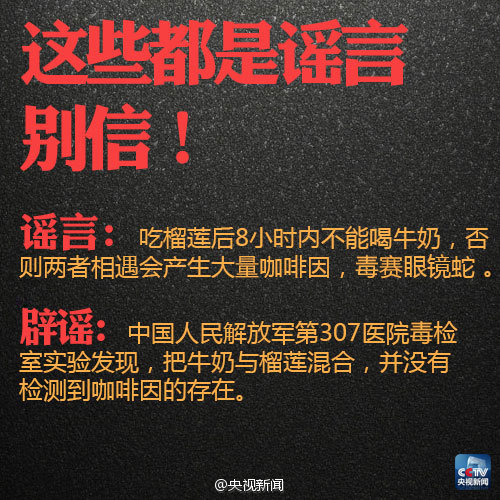 这些都是谣言
别信！
谣言：吃榴莲后8小时内不能喝牛奶，否
则两者相遇会产生大量咖啡因，毒赛眼镜蛇。
辟谣：中国人民解放军第307医院毒检
室实验发现，把牛奶与榴莲混合，并没有
检测到咖啡因的存在。
CCTV
央视新闻
@央视新闻